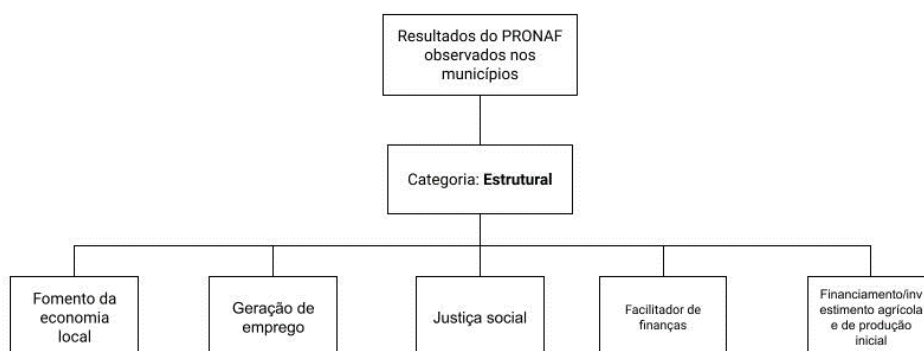 Resultados do PRONAF
observados nos
municípios
Categoria: Estrutural
Fomento da
economia
local
Geração de
emprego
Justiça social
Facilitador de
finanças
Financiamento/inv
estimento agrícola
e de produção
inicial